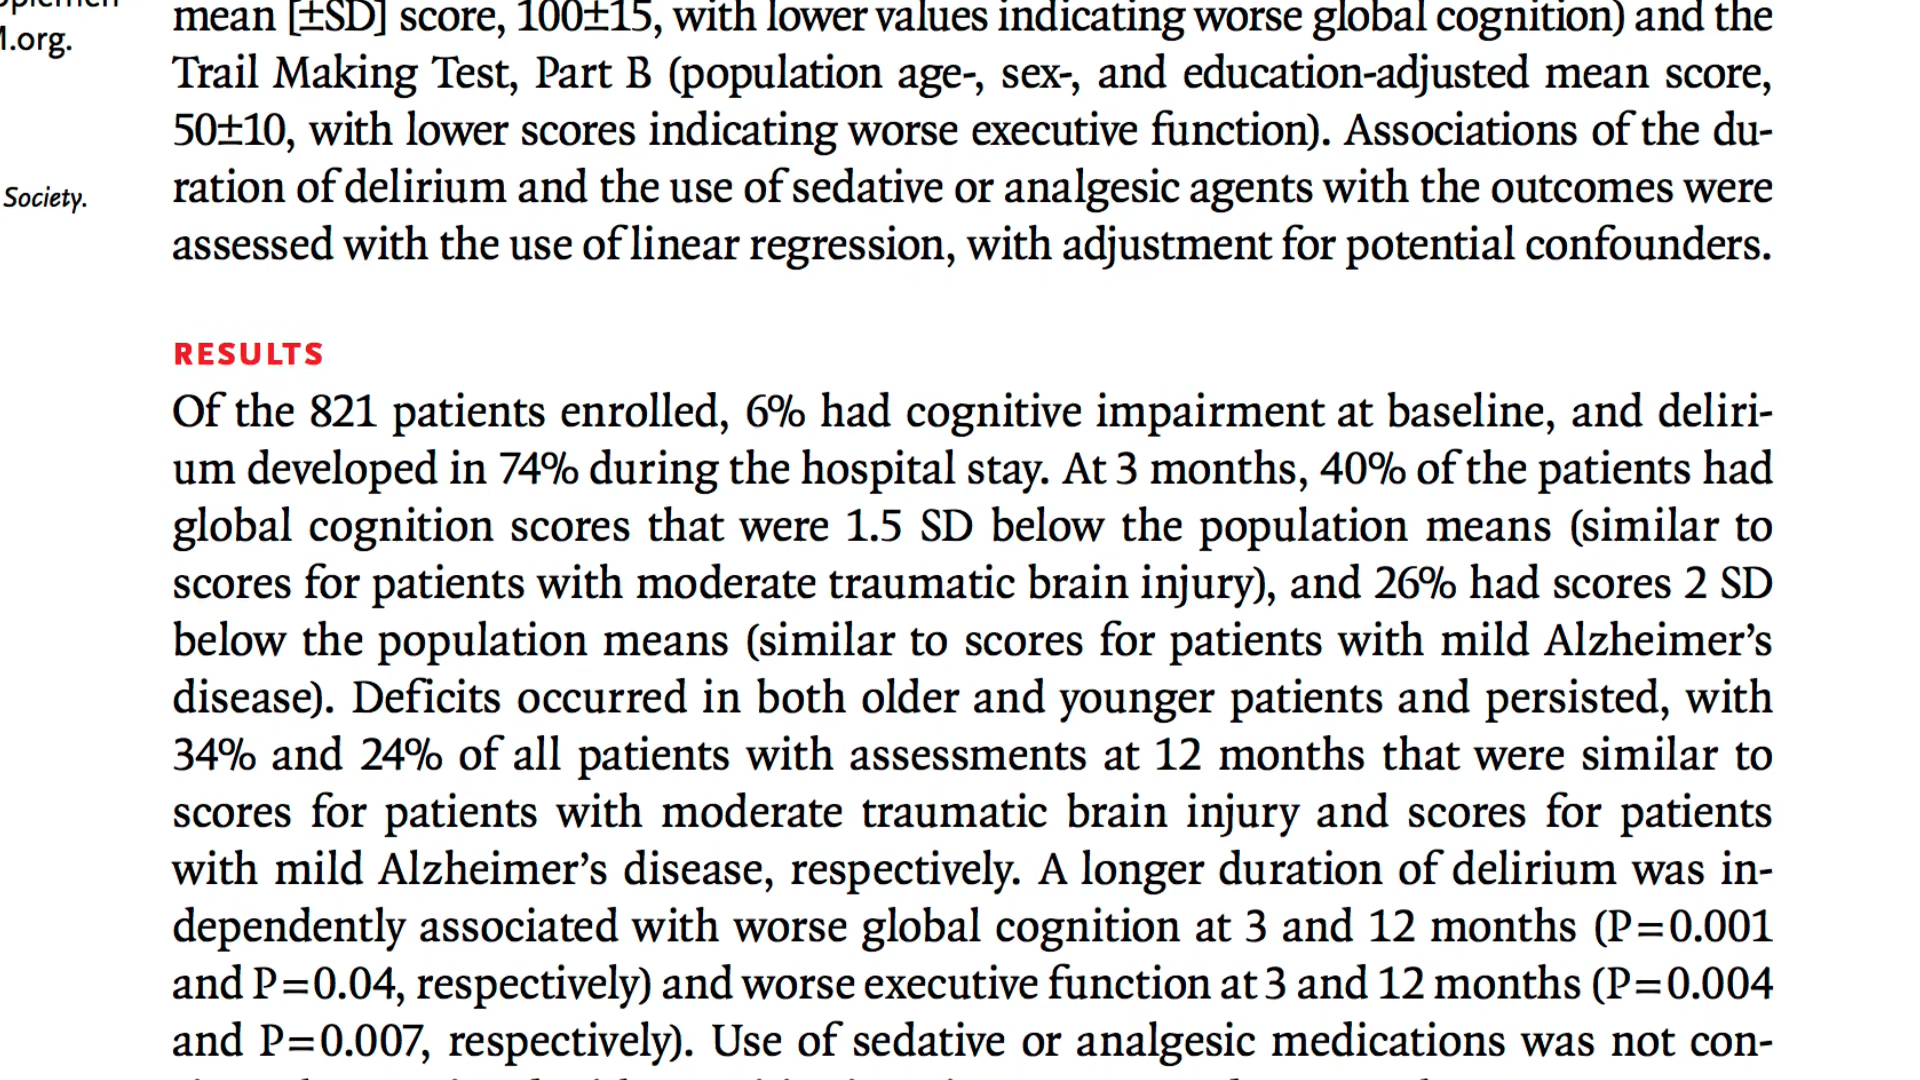 M.org.
Society.
mean [±SD] score, 100±15, with lower values indicating worse global cognition) and the
Trail Making Test, Part B (population age-, sex-, and education-adjusted mean score,
50±10, with lower scores indicating worse executive function). Associations of the du-
ration of delirium and the use of sedative or analgesic agents with the outcomes were
assessed with the use of linear regression, with adjustment for potential confounders.
RESULTS
Of the 821 patients enrolled, 6% had cognitive impairment at baseline, and deliri-
um developed in 74% during the hospital stay. At 3 months, 40% of the patients had
global cognition scores that were 1.5 SD below the population means (similar to
scores for patients with moderate traumatic brain injury), and 26% had scores 2 SD
below the population means (similar to scores for patients with mild Alzheimer’s
disease). Deficits occurred in both older and younger patients and persisted, with
34% and 24% of all patients with assessments at 12 months that were similar to
scores for patients with moderate traumatic brain injury and scores for patients
with mild Alzheimer’s disease, respectively. A longer duration of delirium was in-
dependently associated with worse global cognition at 3 and 12 months (P=0.001
and P=0.04, respectively) and worse executive function at 3 and 12 months (P=0.004
and P=0.007, respectively). Use of sedative or analgesic medications was not con-